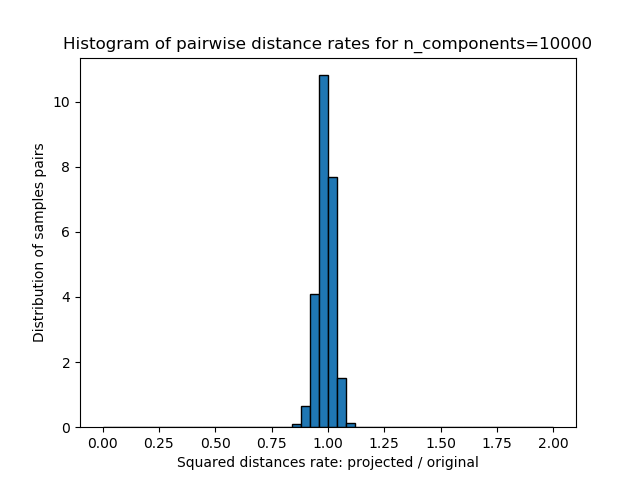 Histogram of pairwise distance rates for n_components=10000
Distribution of samples pairs
10
8
6
4
2
0
0.00 0.25 0.50 0.75 1.00 1.25 1.50 1.75 2.00
Squared distances rate: projected / original